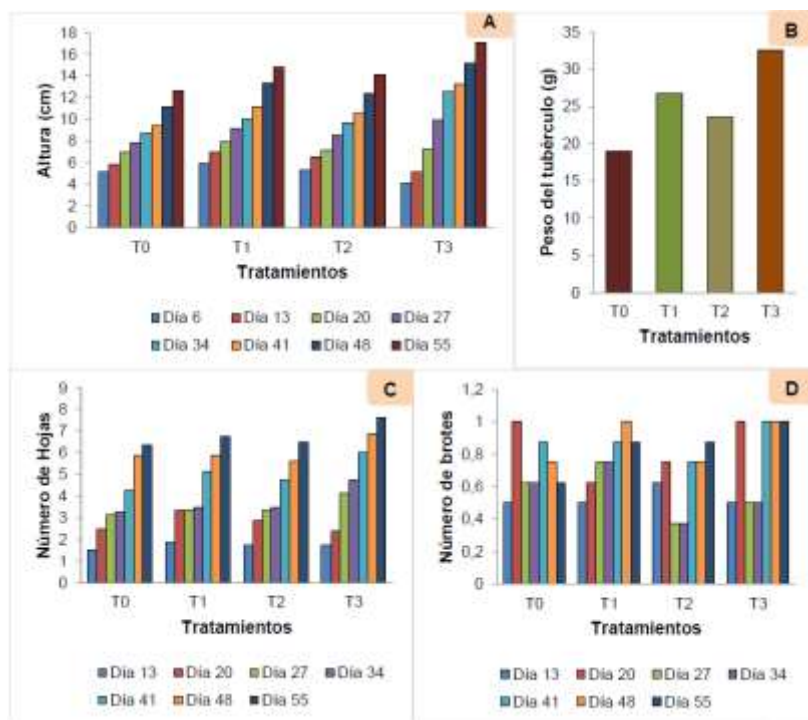 A
Altura (cm)
18
16
14
12
10
8
6
4
2
0
T0 T1 T2 T3
Tratamientos
Día 6 Día 13 Día 20 Día 27
Día 34 Día 41 Día 48 Día 55
B
Peso del tubérculo (g)
35
30
25
20
15
10
5
0
T0 T1 T2 T3
Tratamientos
C
Número de Hojas
9
8
7
6
5
4
3
2
1
0
T0 T1 T2 T3
Tratamientos
Día 13 Día 20 Día 27 Día 34
Día 41 Día 48 Día 55
D
Número de brotes
1,2
1
0,8
0,6
0,4
0,2
0
T0 T1 T2 T3
Tratamientos
Día 13 Día 20 Día 27 Día 34
Día 41 Día 48 Día 55